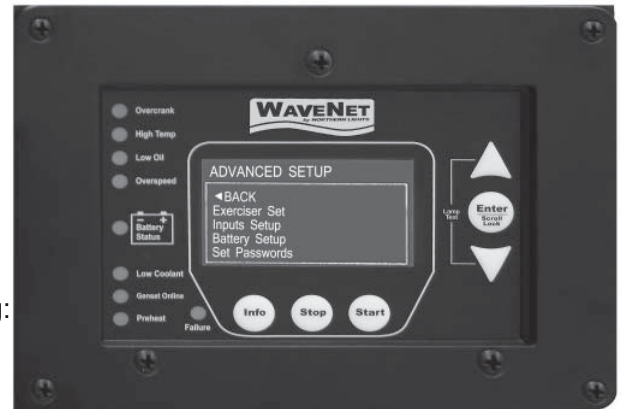 WAVENET
by NORTHERN LIGHTS
Overcrank
High Temp
Low Oil
Overspeed
- +
Battery
Status
Low Coolant
Genset Online
Preheat
Failure
ADVANCED SETUP
◄BACK
Exerciser Set
Inputs Setup
Battery Setup
Set Passwords
Info
Stop
Start
Lamp
Test
Enter
Scroll
Lock
: